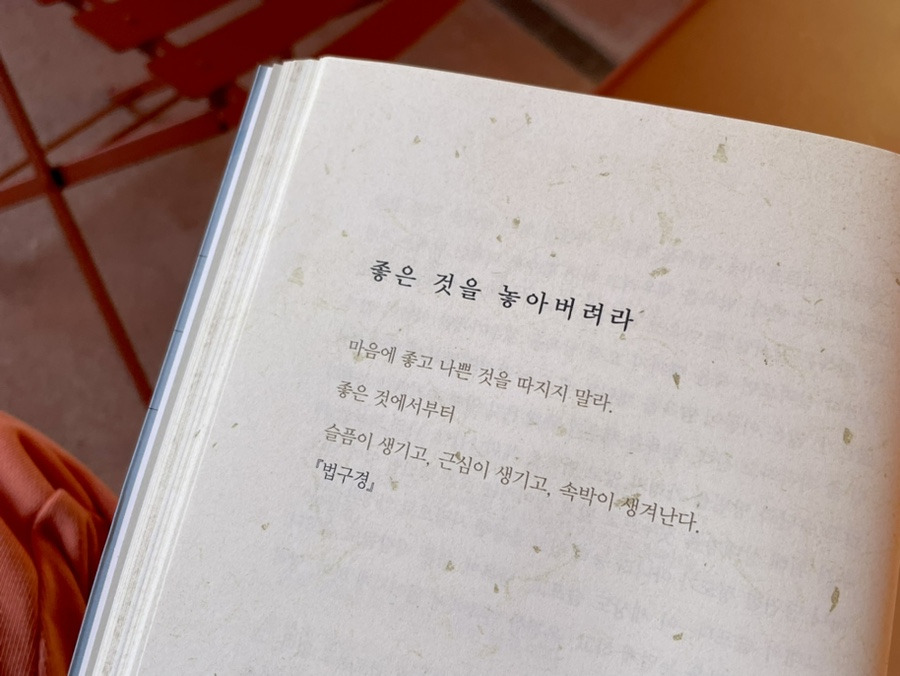 좋은 것을 놓아버려라
마음에 좋고 나쁜 것을 따지지 말라.
좋은 것에서부터
슬픔이 생기고, 근심이 생기고, 속박이 생겨난다.
『법구경』